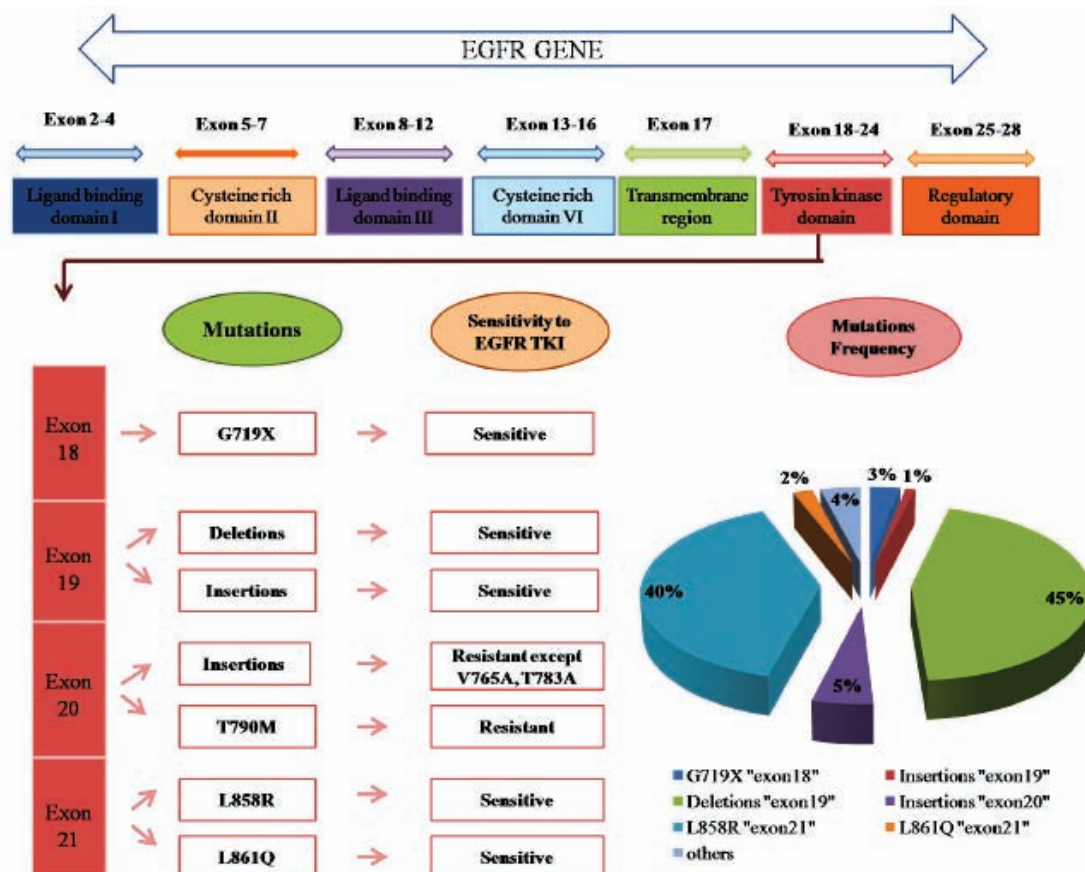 EGFR GENE
Exon 2-4
Exon 5-7
Exon 8-12
Exon 13-16
Exon 17
Exon 18-24
Exon 25-28
Ligand binding
domain I
Cysteine rich
domain II
Ligand binding
domain III
Cysteine rich
domain VI
Transmembrane
region
Tyrosin kinase
domain
Regulatory
domain
Mutations
Sensitivity to
EGFR TKI
Mutations
Frequency
Exon
18
G719X
Sensitive
Exon
19
Deletions
Sensitive
Insertions
Sensitive
Exon
20
Insertions
Resistant except
V765A, T783A
T790M
Resistant
Exon
21
L858R
Sensitive
L861Q
Sensitive
2%
4%
3%
1%
40%
45%
5%
G719X "exon18"
Insertions "exon19"
Deletions "exon19"
Insertions "exon20"
L858R "exon21"
L861Q "exon21"
others